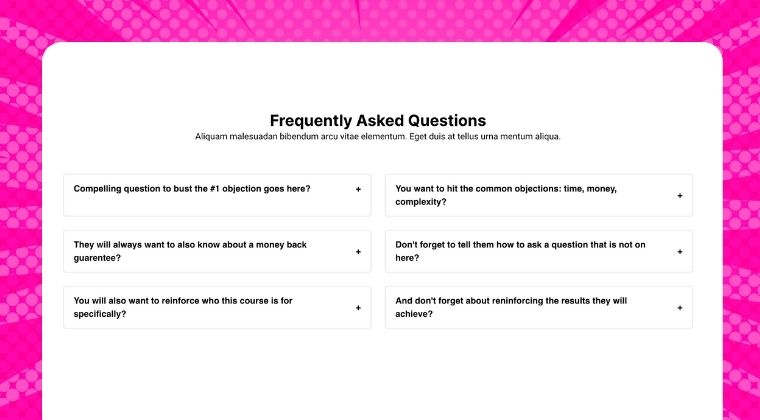 Frequently Asked Questions
Aliquam malesuadan bibendum arcu vitae elementum. Eget duis at tellus urna mentum aliqua.
Compelling question to bust the #1 objection goes here?
+
You want to hit the common objections: time, money,
complexity?
+
They will always want to also know about a money back
guarentee?
+
Don't forget to tell them how to ask a question that is not on
here?
+
You will also want to reinforce who this course is for
specifically?
+
And don't forget about reninforcing the results they will
achieve?
+